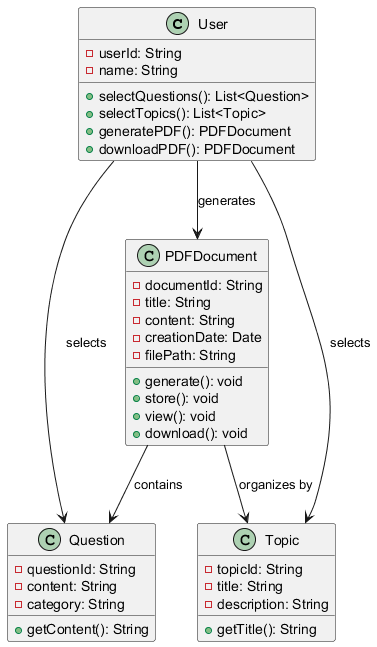 C User
userId: String
name: String
selectQuestions(): List<Question>
selectTopics(): List<Topic>
generatePDF(): PDFDocument
downloadPDF(): PDFDocument
generates
C PDFDocument
documentId: String
title: String
content: String
creationDate: Date
filePath: String
generate(): void
store(): void
view(): void
download(): void
selects
selects
contains
organizes by
C Question
questionId: String
content: String
category: String
getContent(): String
C Topic
topicId: String
title: String
description: String
getTitle(): String